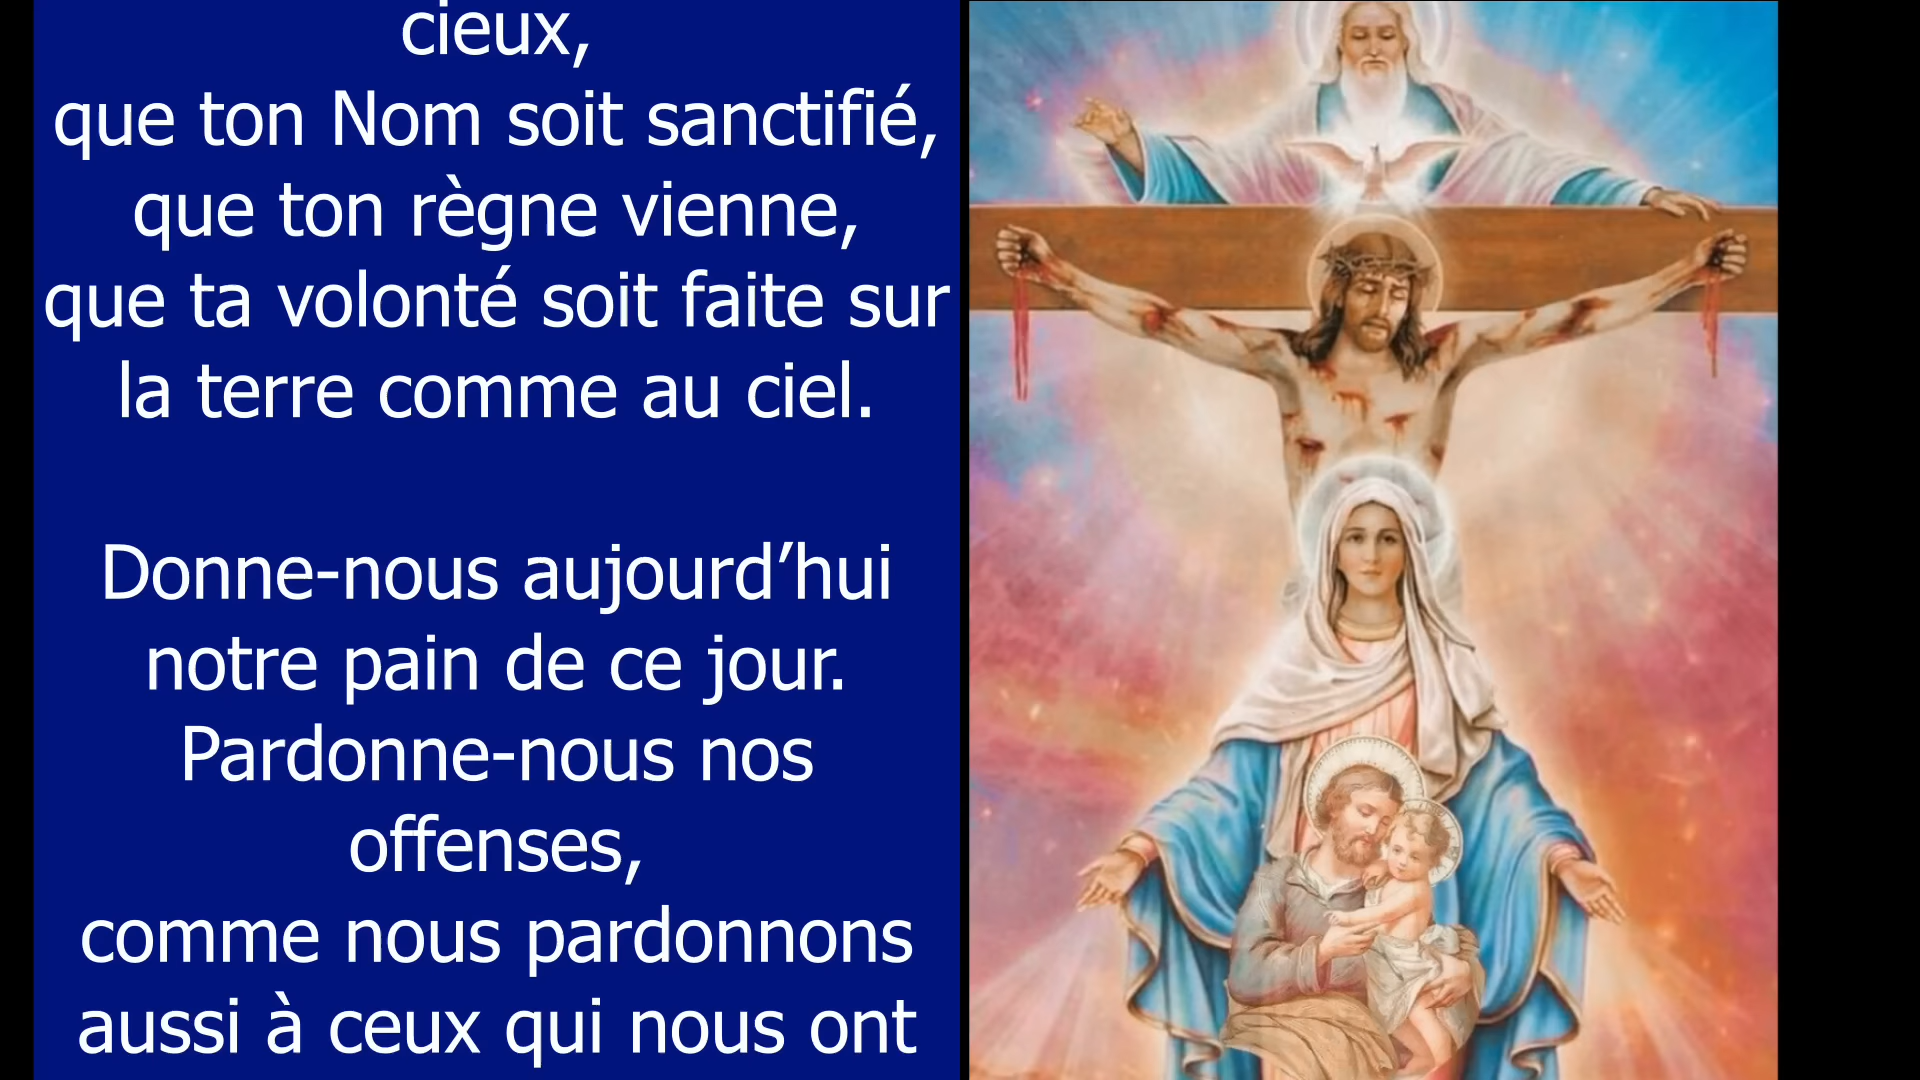 cieux,
que ton Nom soit sanctifié,
que ton règne vienne,
que ta volonté soit faite sur
la terre comme au ciel.
Donne-nous aujourd’hui
notre pain de ce jour.
Pardonne-nous nos
offenses,
comme nous pardonnons
aussi à ceux qui nous ont